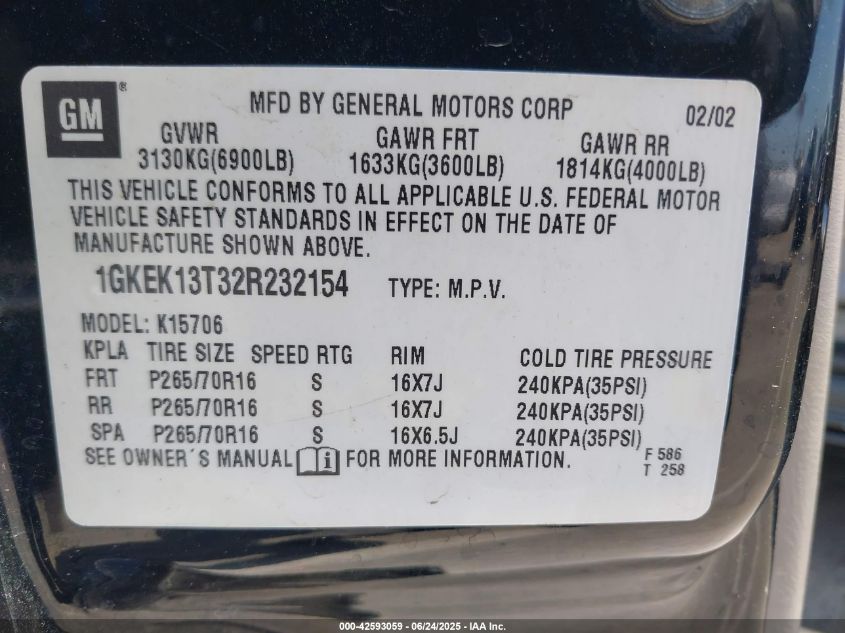 GM ®
MFD BY GENERAL MOTORS CORP 02/02
GVWR GAWR FRT GAWR RR
3130KG(6900LB) 1633KG(3600LB) 1814KG(4000LB)
THIS VEHICLE CONFORMS TO ALL APPLICABLE U.S. FEDERAL MOTOR
VEHICLE SAFETY STANDARDS IN EFFECT ON THE DATE OF
MANUFACTURE SHOWN ABOVE.
1GKEK13T32R232154 TYPE: M.P.V.
MODEL: K15706
KPLA TIRE SIZE SPEED RTG RIM COLD TIRE PRESSURE
FRT P265/70R16 S 16X7J 240KPA(35PSI)
RR P265/70R16 S 16X7J 240KPA(35PSI)
SPA P265/70R16 S 16X6.5J 240KPA(35PSI)
SEE OWNER'S MANUAL i FOR MORE INFORMATION. F 586
T 258
000-42593059 - 06/24/2025 - IAA Inc.